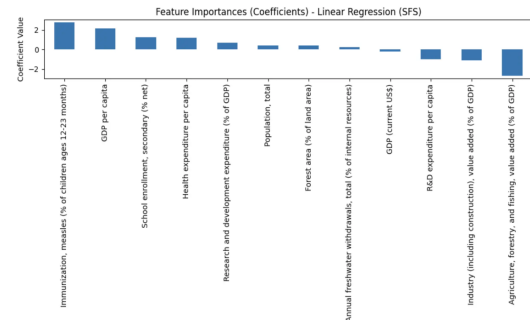 Feature Importances (Coefficients) - Linear Regression (SFS)
Coefficient Value
2
0
−2
Immunization, measles (% of children ages 12-23 months)
GDP per capita
School enrollment, secondary (% net)
Health expenditure per capita
Research and development expenditure (% of GDP)
Population, total
Forest area (% of land area)
Annual freshwater withdrawals, total (% of internal resources)
GDP (current US$)
R&D expenditure per capita
Industry (including construction), value added (% of GDP)
Agriculture, forestry, and fishing, value added (% of GDP)